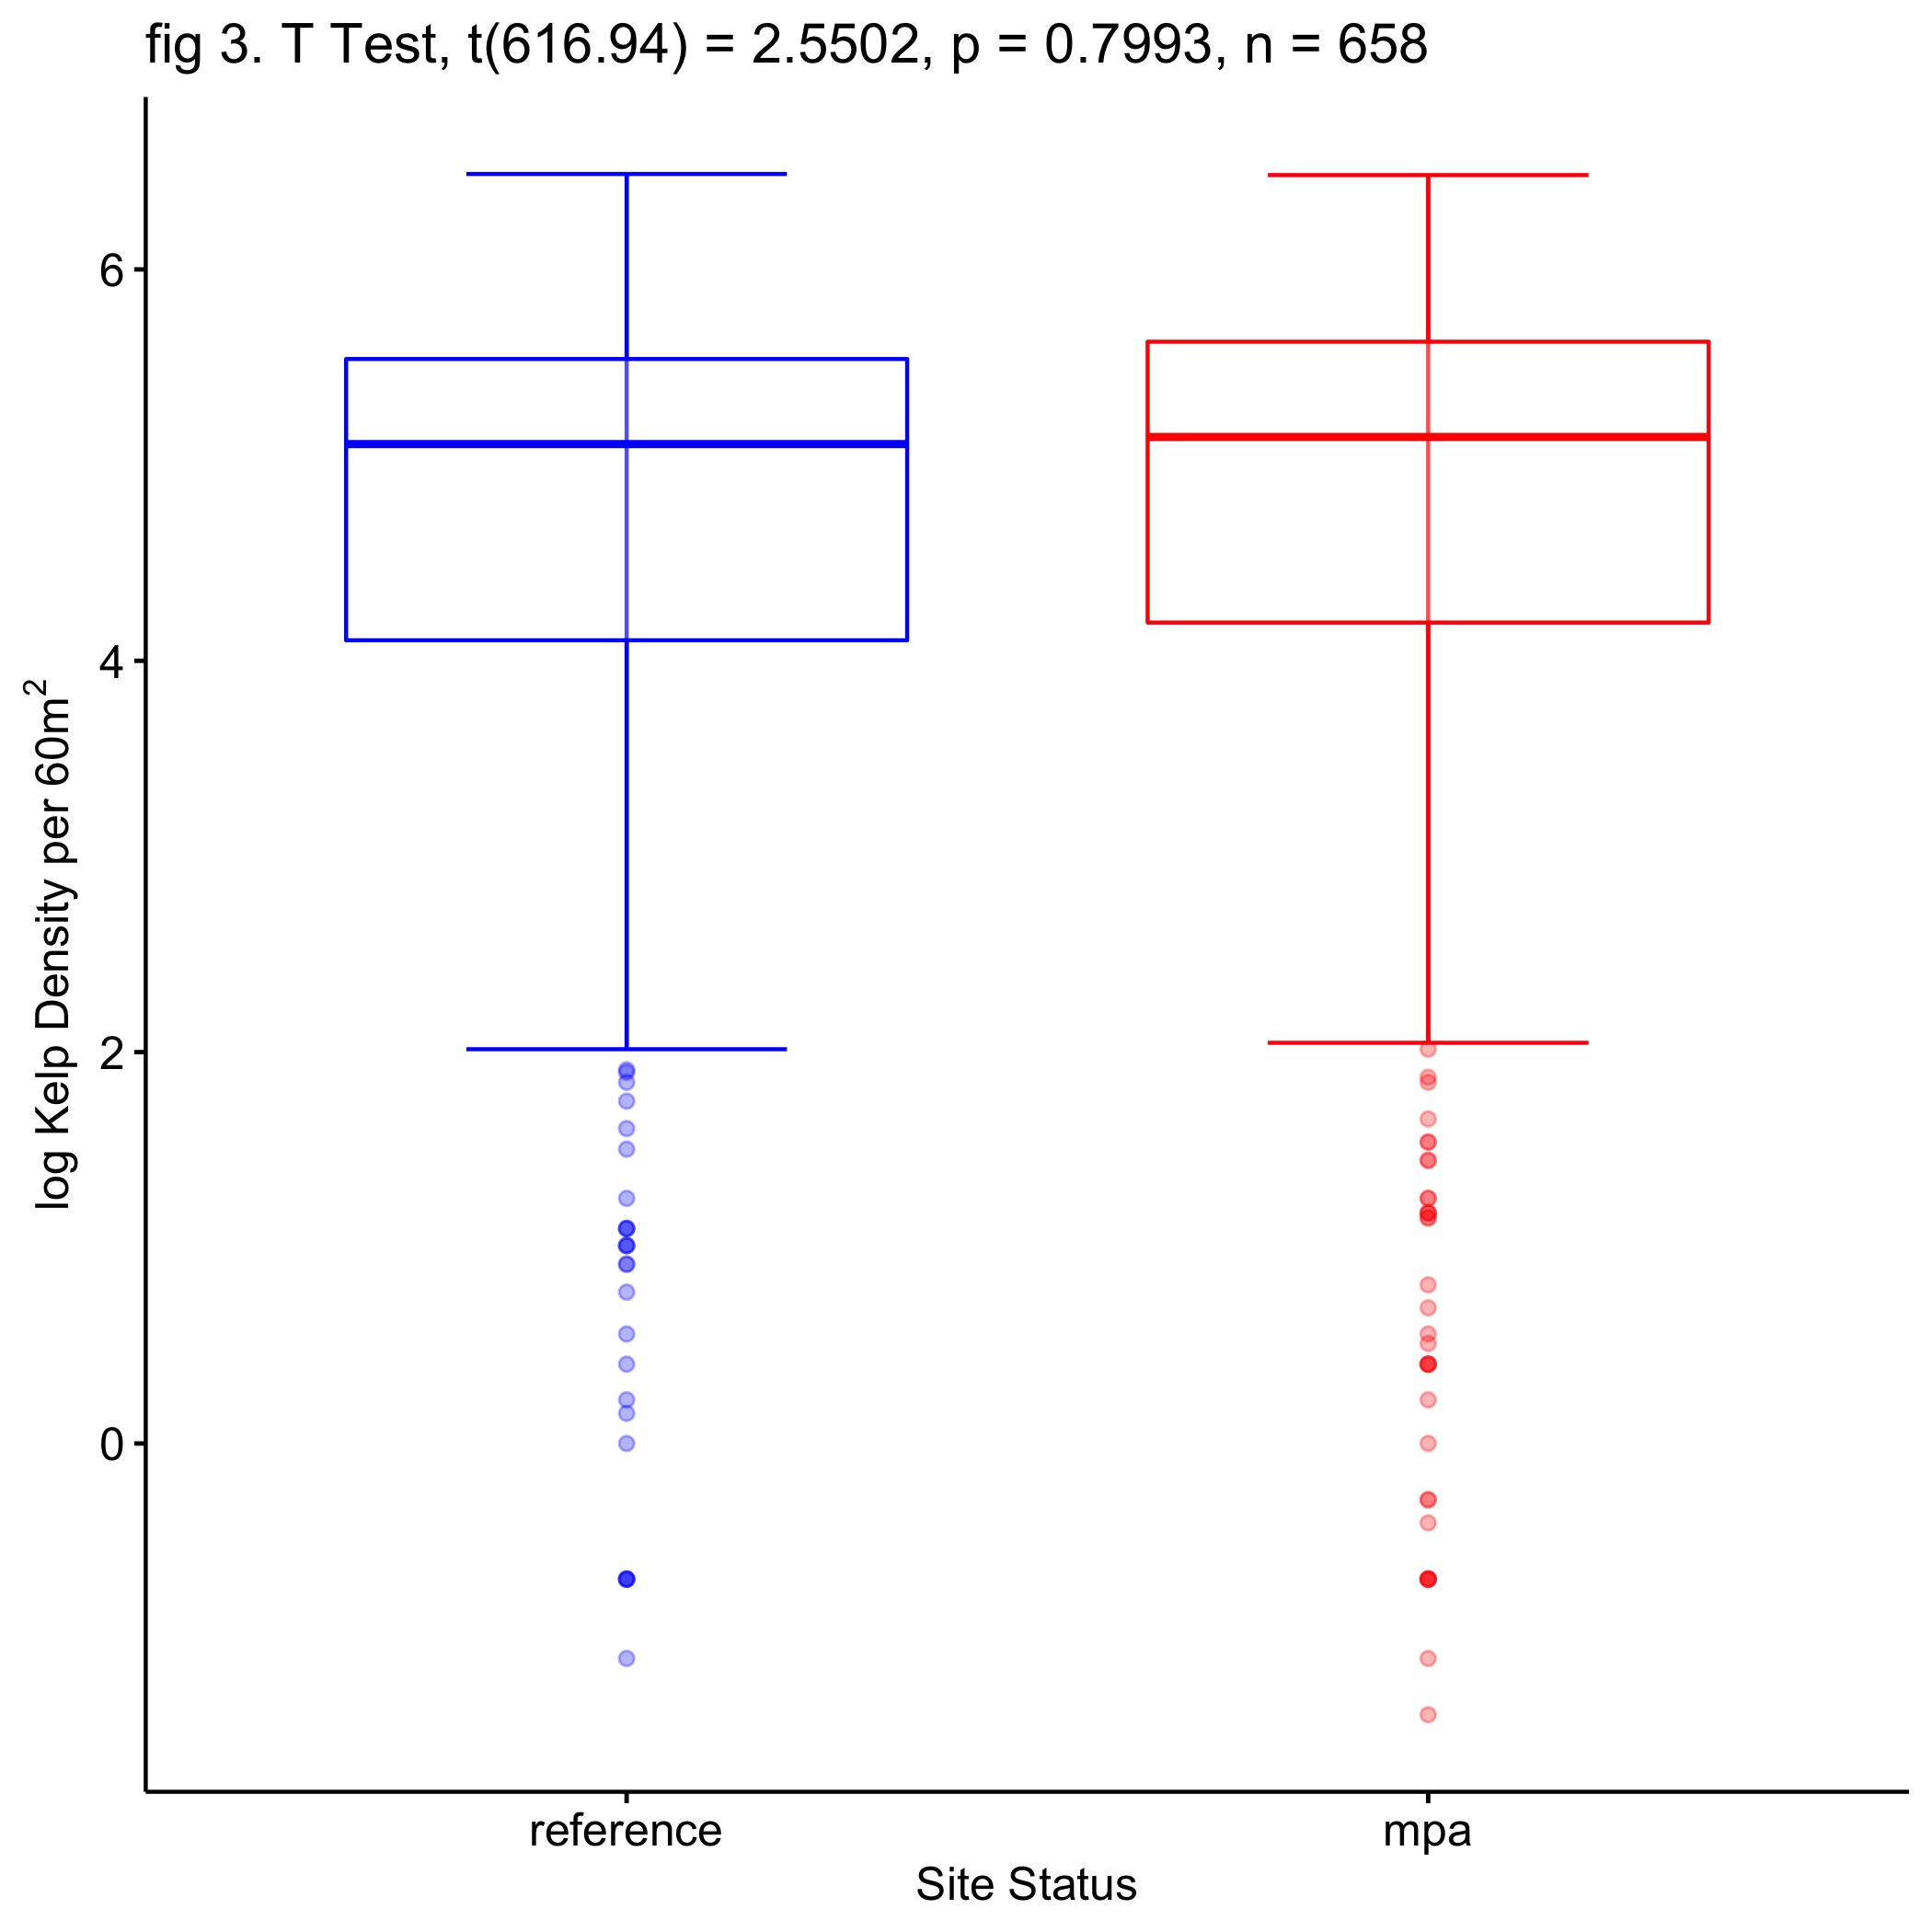 fig 3. T Test, t(616.94) = 2.5502, p = 0.7993, n = 658
6
4
2
0
log Kelp Density per 60m²
reference
mpa
Site Status